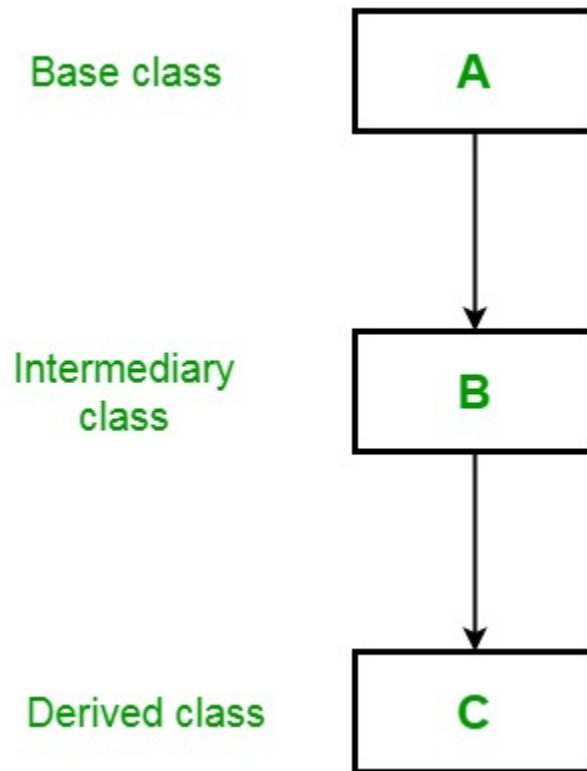 Base class
A
Intermediary
class
B
Derived class
C